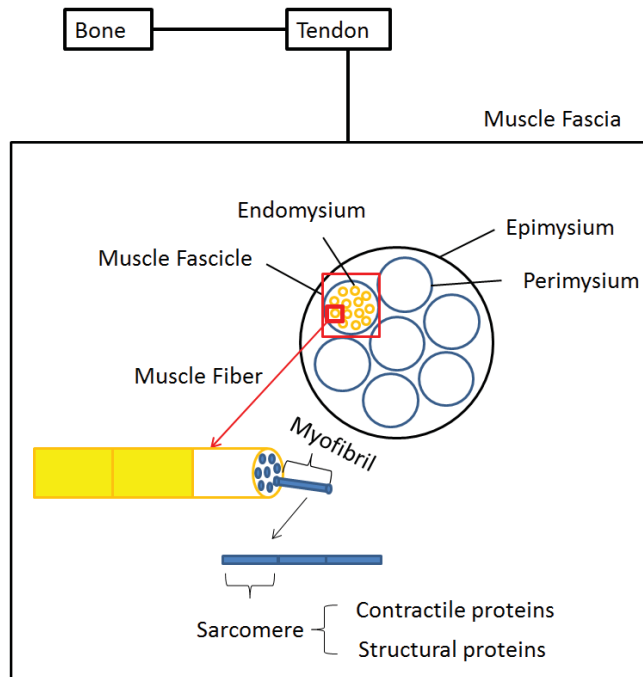 Bone
Tendon
Muscle Fascia
Endomysium
Epimysium
Muscle Fascicle
Perimysium
Muscle Fiber
Myofibril
Contractile proteins
Sarcomere
Structural proteins